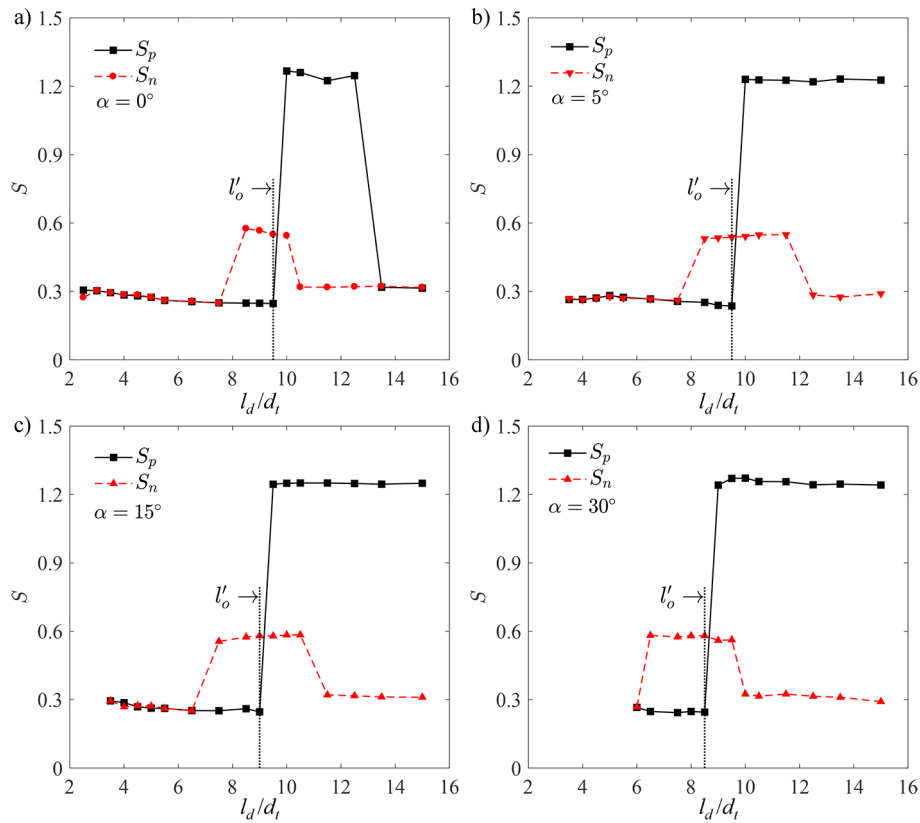 a)
1.5
1.2
0.9
0.6
0.3
0
S
S_p
S_n
α = 0°
l'_o →
2 4 6 8 10 12 14 16
l_d/d_t
b)
1.5
1.2
0.9
0.6
0.3
0
S
S_p
S_n
α = 5°
l'_o →
2 4 6 8 10 12 14 16
l_d/d_t
c)
1.5
1.2
0.9
0.6
0.3
0
S
S_p
S_n
α = 15°
l'_o →
2 4 6 8 10 12 14 16
l_d/d_t
d)
1.5
1.2
0.9
0.6
0.3
0
S
S_p
S_n
α = 30°
l'_o →
2 4 6 8 10 12 14 16
l_d/d_t